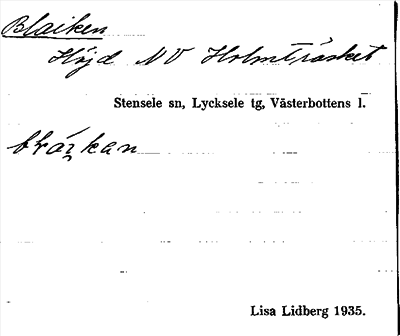 Blaiken
Höjd NV Holmträsket
Stensele sn, Lycksele tg, Västerbottens l.
Lisa Lidberg 1935.